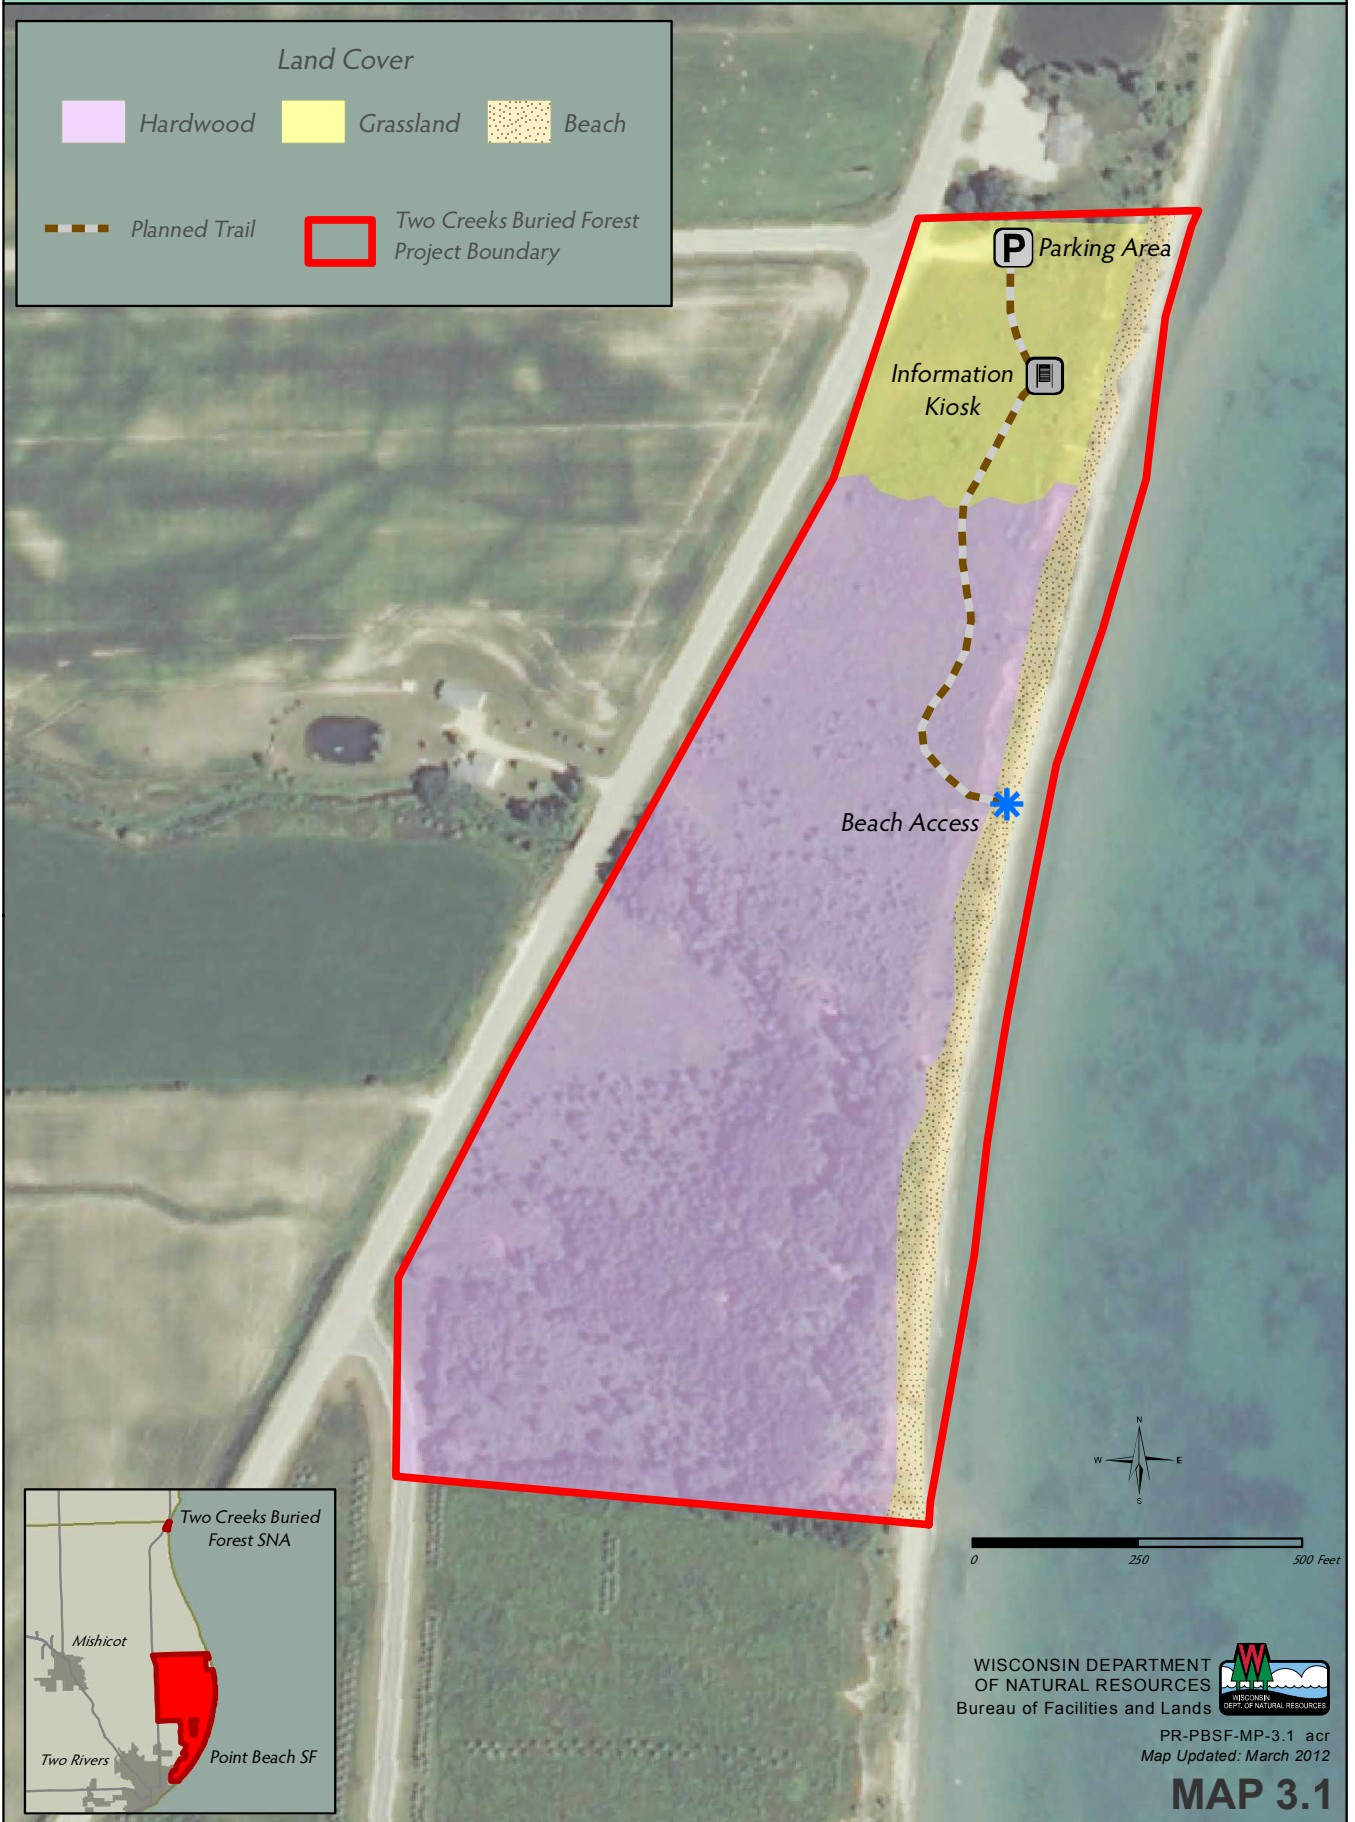 Land Cover
Hardwood
Grassland
Beach
Planned Trail
Two Creeks Buried Forest
Project Boundary
P Parking Area
Information
Kiosk
Beach Access
N
W E
S
0 250 500 Feet
Two Creeks Buried
Forest SNA
Mishicot
Two Rivers
Point Beach SF
WISCONSIN DEPARTMENT
OF NATURAL RESOURCES
Bureau of Facilities and Lands
W
WISCONSIN
DEPT. OF NATURAL RESOURCES
PR-PBSF-MP-3.1 acr
Map Updated: March 2012
MAP 3.1